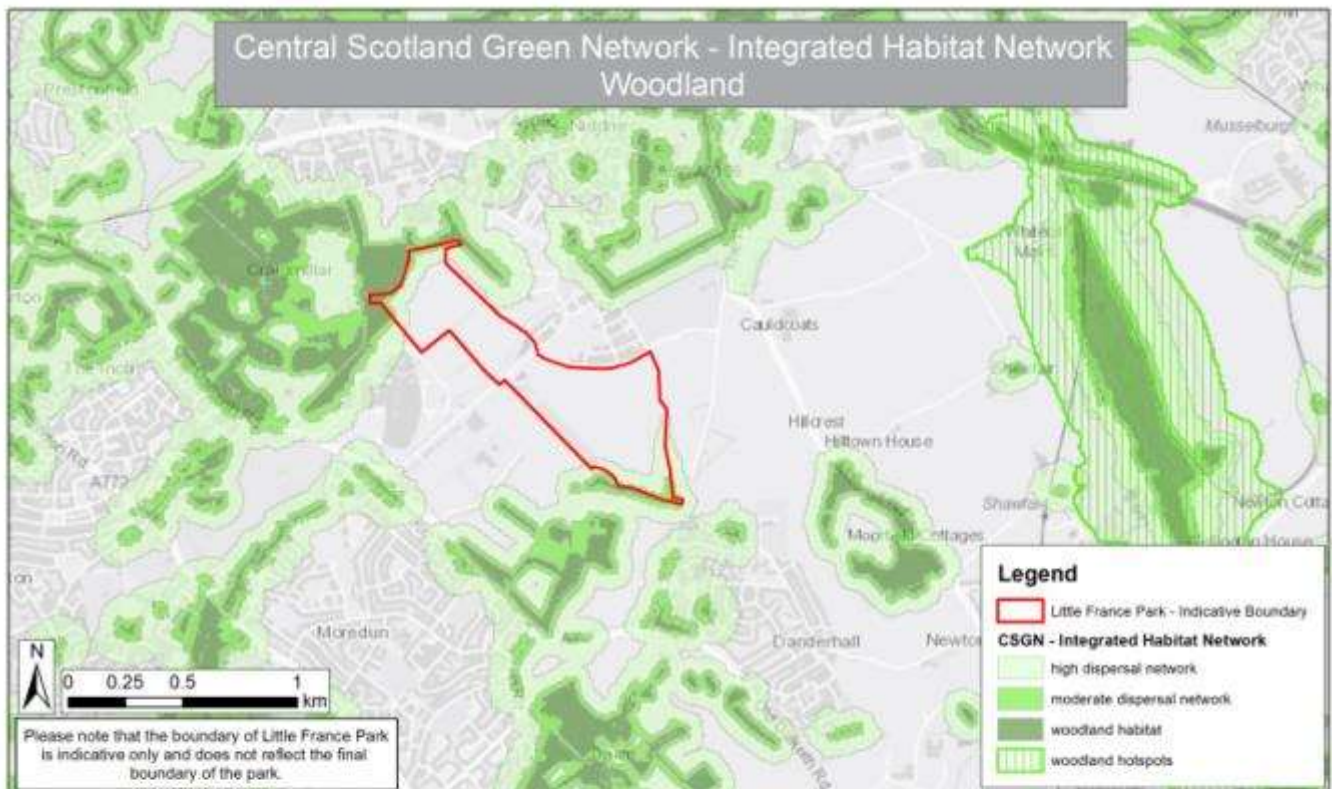 Central Scotland Green Network - Integrated Habitat Network
Woodland
Musselburgh
Cauldcoats
Hillcrest
Hilltown House
A772
Shawfair
Cottages
Moredun
Danderhall
Newton
Legend
Little France Park - Indicative Boundary
CSGN - Integrated Habitat Network
high dispersal network
moderate dispersal network
woodland habitat
woodland hotspots
N
0 0.25 0.5 1
km
Please note that the boundary of Little France Park
is indicative only and does not reflect the final
boundary of the park.